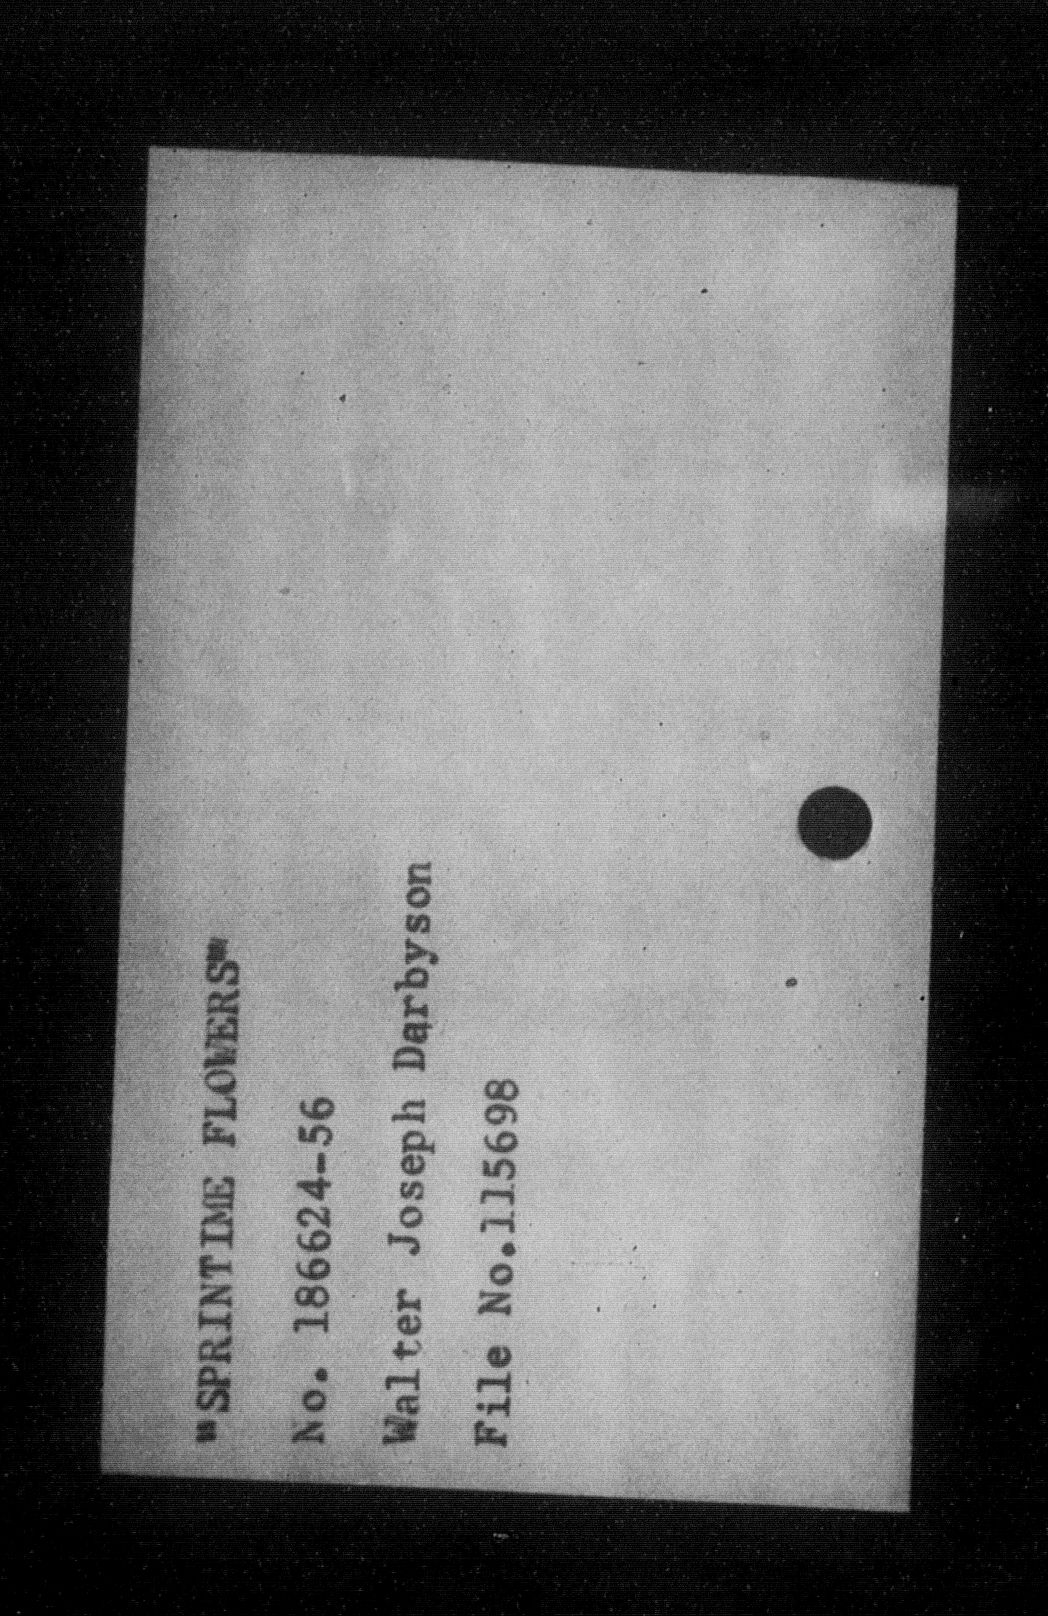 "SPRINTIME FLOWERS"
No. 186624-56
Walter Joseph Darbyson
File No.115698